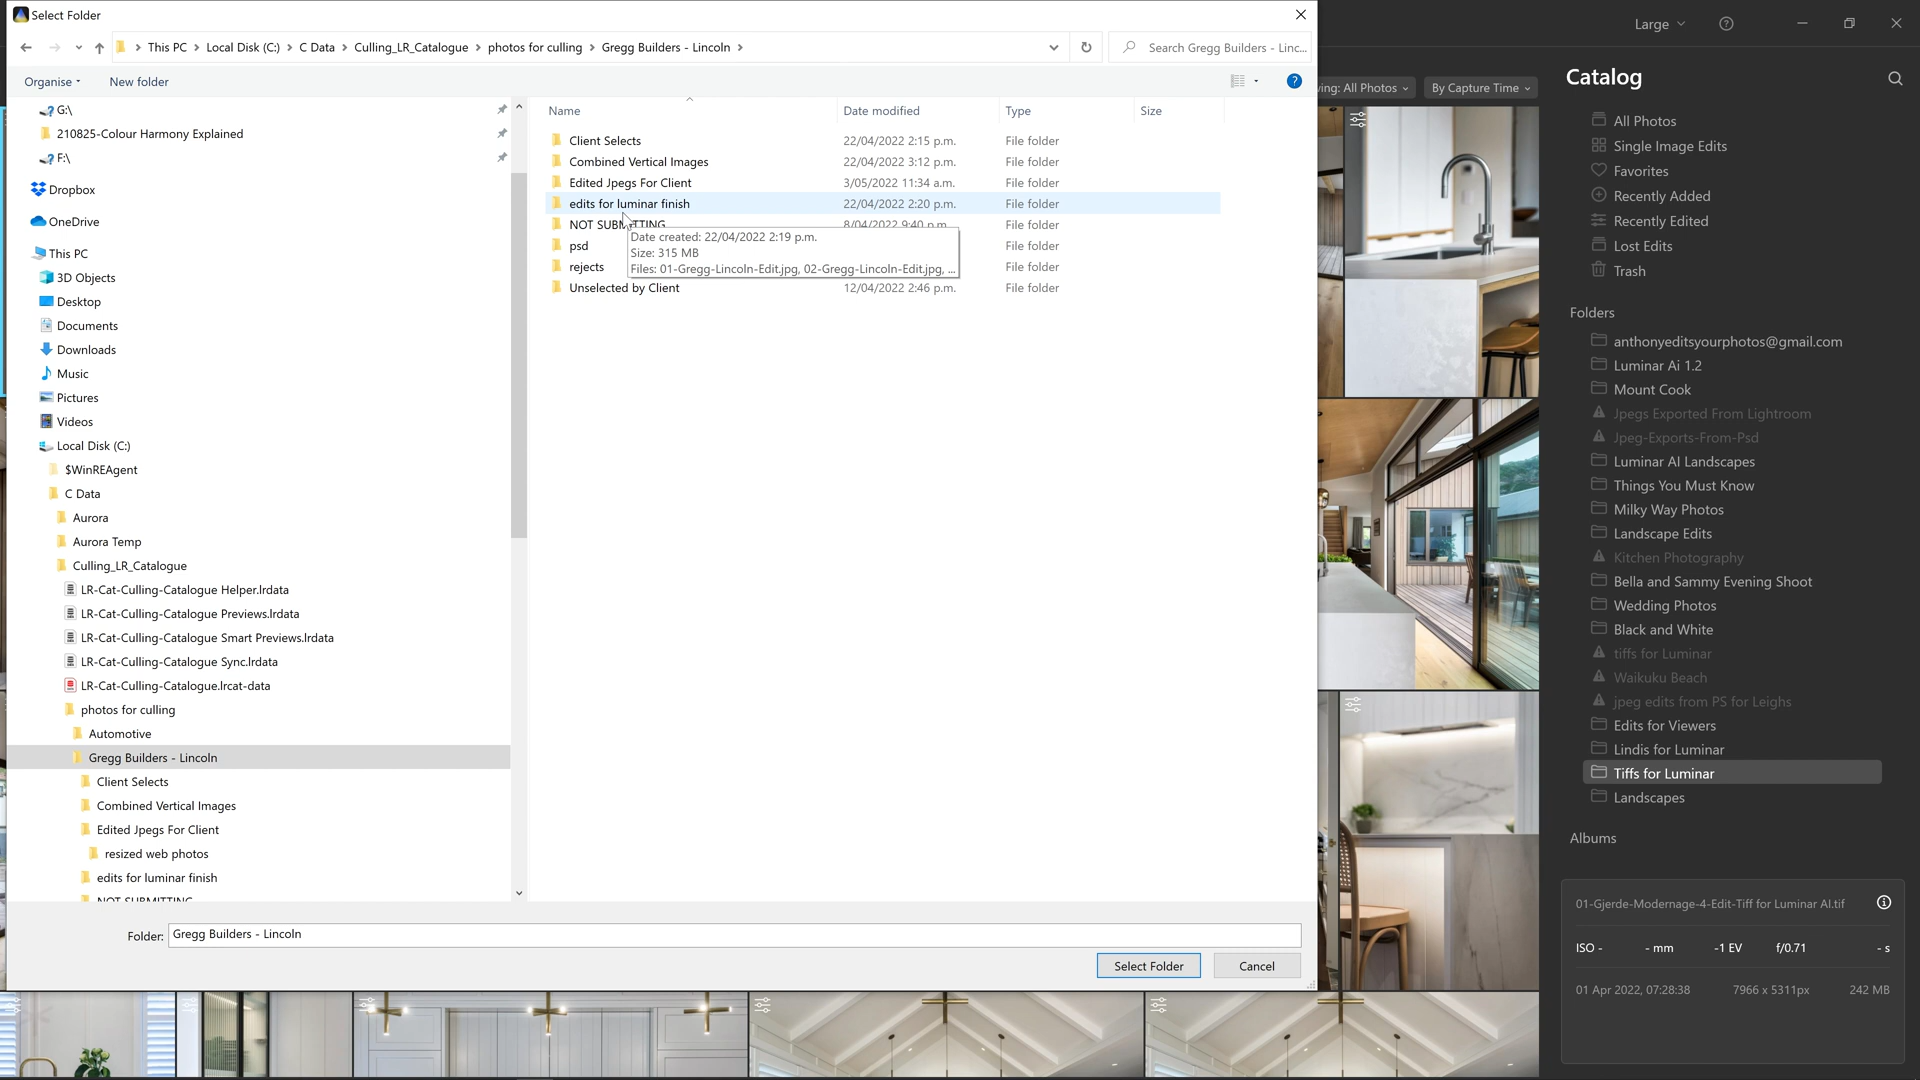 Select Folder
This PC > Local Disk (C:) > C Data > Culling_LR_Catalogue > photos for culling > Gregg Builders - Lincoln >
Search Gregg Builders - Linc...
Large
Organise
New folder
Catalog
ving: All Photos
By Capture Time
G:\
210825-Colour Harmony Explained
F:\
Dropbox
OneDrive
This PC
3D Objects
Desktop
Documents
Downloads
Music
Pictures
Videos
Local Disk (C:)
$WinREAgent
C Data
Aurora
Aurora Temp
Culling_LR_Catalogue
LR-Cat-Culling-Catalogue Helper.lrdata
LR-Cat-Culling-Catalogue Previews.lrdata
LR-Cat-Culling-Catalogue Smart Previews.lrdata
LR-Cat-Culling-Catalogue Sync.lrdata
LR-Cat-Culling-Catalogue.lrcat-data
photos for culling
Automotive
Gregg Builders - Lincoln
Client Selects
Combined Vertical Images
Edited Jpegs For Client
resized web photos
edits for luminar finish
NOT SUBMITTING
Name Date modified Type Size
Client Selects 22/04/2022 2:15 p.m. File folder
Combined Vertical Images 22/04/2022 3:12 p.m. File folder
Edited Jpegs For Client 3/05/2022 11:34 a.m. File folder
edits for luminar finish 22/04/2022 2:20 p.m. File folder
NOT SUBMITTING 8/04/2022 9:40 p.m. File folder
psd File folder
rejects File folder
Unselected by Client 12/04/2022 2:46 p.m. File folder
Date created: 22/04/2022 2:19 p.m.
Size: 315 MB
Files: 01-Gregg-Lincoln-Edit.jpg, 02-Gregg-Lincoln-Edit.jpg, ...
Folder: Gregg Builders - Lincoln
Select Folder
Cancel
All Photos
Single Image Edits
Favorites
Recently Added
Recently Edited
Lost Edits
Trash
Folders
anthonyeditsyourphotos@gmail.com
Luminar Ai 1.2
Mount Cook
Jpegs Exported From Lightroom
Jpeg-Exports-From-Psd
Luminar AI Landscapes
Things You Must Know
Milky Way Photos
Landscape Edits
Kitchen Photography
Bella and Sammy Evening Shoot
Wedding Photos
Black and White
tiffs for Luminar
Waikuku Beach
jpeg edits from PS for Leighs
Edits for Viewers
Lindis for Luminar
Tiffs for Luminar
Landscapes
Albums
01-Gjerde-Modernage-4-Edit-Tiff for Luminar AI.tif
ISO - - mm -1 EV f/0.71 - s
01 Apr 2022, 07:28:38 7966 x 5311px 242 MB